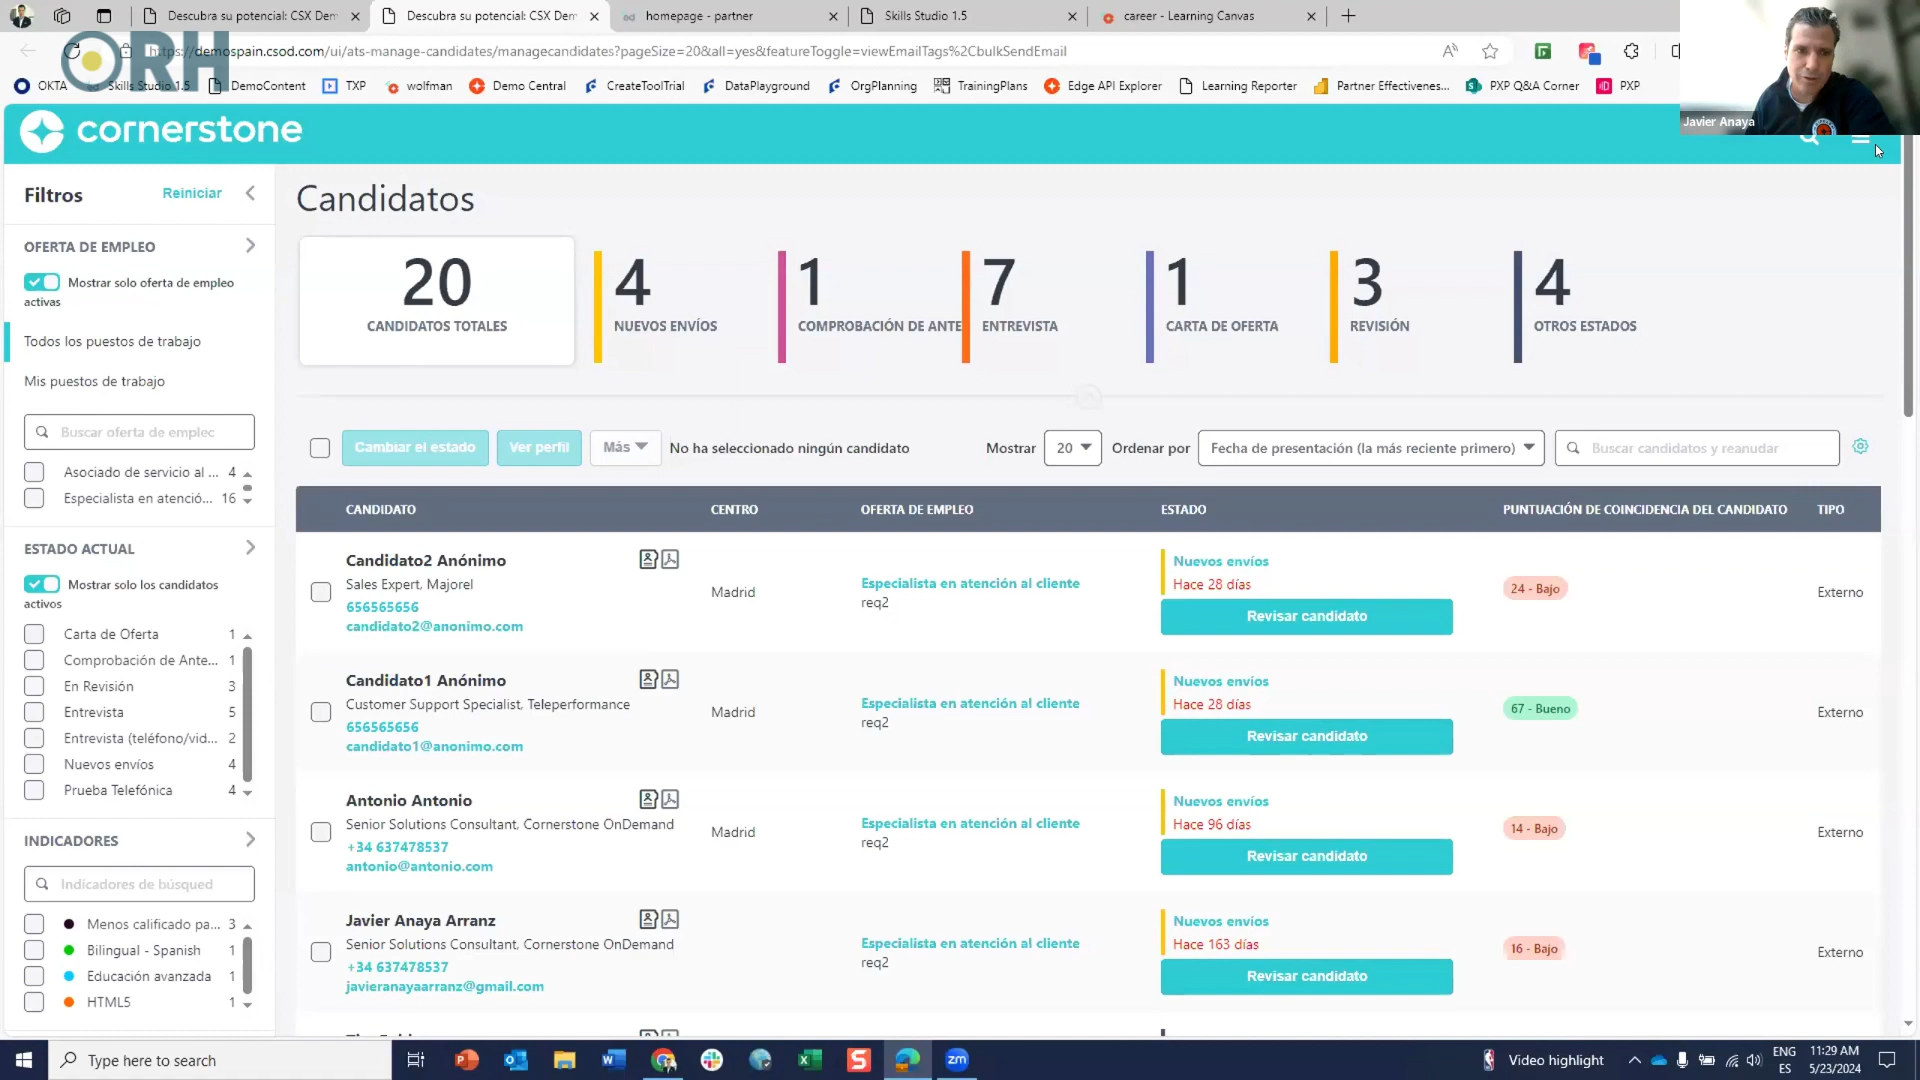 Descubra su potencial: CSX Dem
Descubra su potencial: CSX Dem
homepage - partner
Skills Studio 1.5
career - Learning Canvas
https://demospain.csod.com/ui/ats-manage-candidates/managecandidates?pageSize=20&all=yes&featureToggle=viewEmailTags%2CbulkSendEmail
ORH
OKTA
Skills Studio 1.5
DemoContent
TXP
wolfman
Demo Central
CreateToolTrial
DataPlayground
OrgPlanning
TrainingPlans
Edge API Explorer
Learning Reporter
Partner Effectivenes...
PXP Q&A Corner
PXP
Javier Anaya
cornerstone
Filtros
Reiniciar
OFERTA DE EMPLEO
Mostrar solo oferta de empleo
activas
Todos los puestos de trabajo
Mis puestos de trabajo
Buscar oferta de emplec
Asociado de servicio al ... 4
Especialista en atenció... 16
ESTADO ACTUAL
Mostrar solo los candidatos
activos
Carta de Oferta 1
Comprobación de Ante... 1
En Revisión 3
Entrevista 5
Entrevista (teléfono/vid... 2
Nuevos envíos 4
Prueba Telefónica 4
INDICADORES
Indicadores de búsqued
Menos calificado pa... 3
Bilingual - Spanish 1
Educación avanzada 1
HTML5 1
Candidatos
20
CANDIDATOS TOTALES
4
NUEVOS ENVÍOS
1
COMPROBACIÓN DE ANTE
7
ENTREVISTA
1
CARTA DE OFERTA
3
REVISIÓN
4
OTROS ESTADOS
Cambiar el estado
Ver perfil
Más
No ha seleccionado ningún candidato
Mostrar
20
Ordenar por
Fecha de presentación (la más reciente primero)
Buscar candidatos y reanudar
CANDIDATO CENTRO OFERTA DE EMPLEO ESTADO PUNTUACIÓN DE COINCIDENCIA DEL CANDIDATO TIPO
Candidato2 Anónimo
Sales Expert, Majorel
656565656
candidato2@anonimo.com
Madrid
Especialista en atención al cliente
req2
Nuevos envíos
Hace 28 días
Revisar candidato
24 - Bajo
Externo
Candidato1 Anónimo
Customer Support Specialist, Teleperformance
656565656
candidato1@anonimo.com
Madrid
Especialista en atención al cliente
req2
Nuevos envíos
Hace 28 días
Revisar candidato
67 - Bueno
Externo
Antonio Antonio
Senior Solutions Consultant, Cornerstone OnDemand
+34 637478537
antonio@antonio.com
Madrid
Especialista en atención al cliente
req2
Nuevos envíos
Hace 96 días
Revisar candidato
14 - Bajo
Externo
Javier Anaya Arranz
Senior Solutions Consultant, Cornerstone OnDemand
+34 637478537
javieranayaarranz@gmail.com
Especialista en atención al cliente
req2
Nuevos envíos
Hace 163 días
Revisar candidato
16 - Bajo
Externo
Type here to search
Video highlight
ENG
ES
11:29 AM
5/23/2024